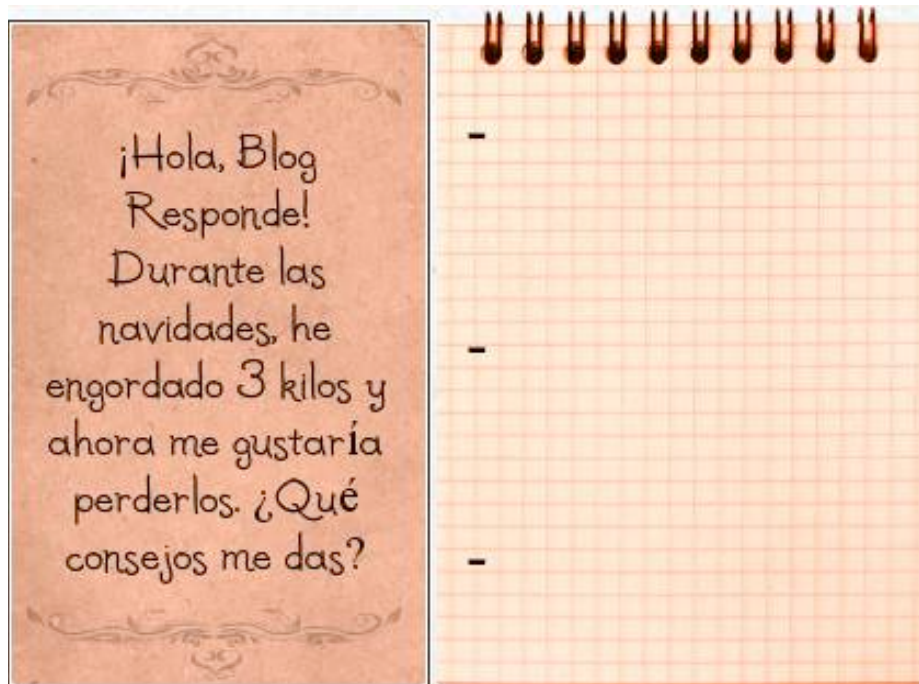 ¡Hola, Blog
Responde!
Durante las
navidades, he
engordado 3 kilos y
ahora me gustaría
perderlos. ¿Qué
consejos me das?
-
-
-